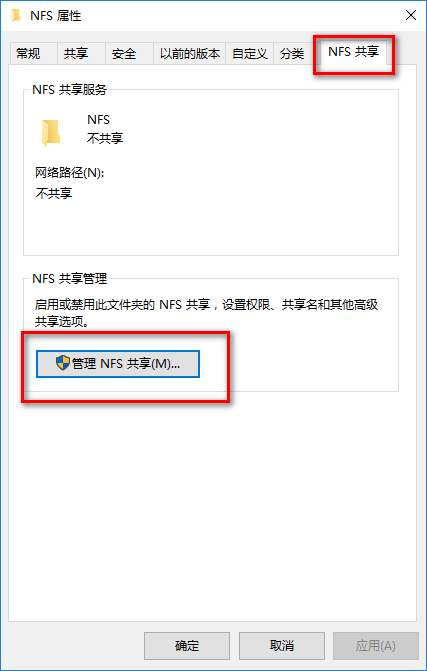 NFS 属性
常规 共享 安全 以前的版本 自定义 分类 NFS 共享
NFS 共享服务
NFS
不共享
网络路径(N):
不共享
NFS 共享管理
启用或禁用此文件夹的 NFS 共享，设置权限、共享名和其他高级
共享选项。
管理 NFS 共享(M)...
确定 取消 应用(A)